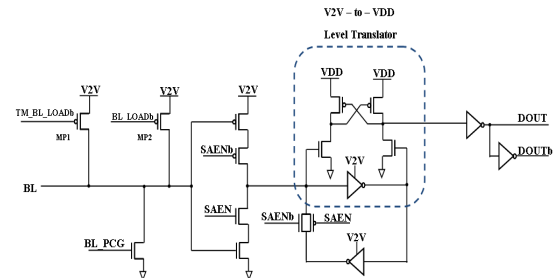 V2V – to – VDD
Level Translator
V2V
V2V
V2V
VDD
VDD
TM_BL_LOADb
BL_LOADb
MP1
MP2
DOUT
SAENb
DOUTb
V2V
BL
SAEN
SAENb
SAEN
BL_PCG
V2V